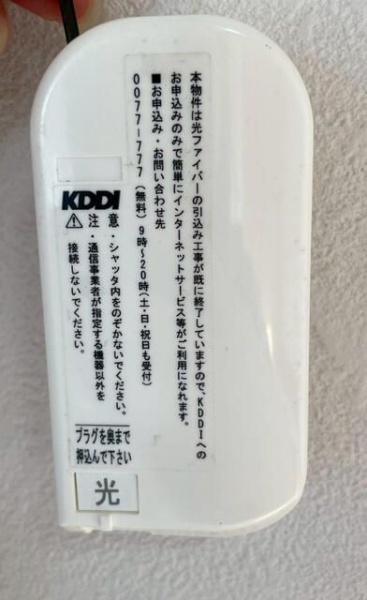 本物件は光ファイバーの引込み工事が既に終了していますので、KDDIへの
お申込みのみで簡単にインターネットサービス等がご利用になれます。
■お申込み・お問い合わせ先
0077-777(無料)9時~20時(土・日・祝日も受付)
KDDI
⚠注 意・シャッタ内をのぞかないでください。
・通信事業者が指定する機器以外を
接続しないでください。
プラグを奥まで
押込んで下さい
光